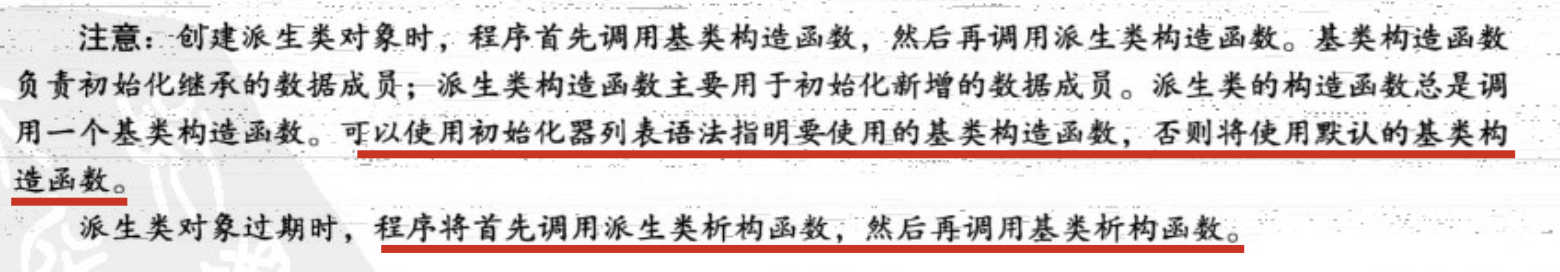 注意：创建派生类对象时，程序首先调用基类构造函数，然后再调用派生类构造函数。基类构造函数
负责初始化继承的数据成员；派生类构造函数主要用于初始化新增的数据成员。派生类的构造函数总是调
用一个基类构造函数。可以使用初始化器列表语法指明要使用的基类构造函数，否则将使用默认的基类构
造函数。
派生类对象过期时，程序将首先调用派生类析构函数，然后再调用基类析构函数。